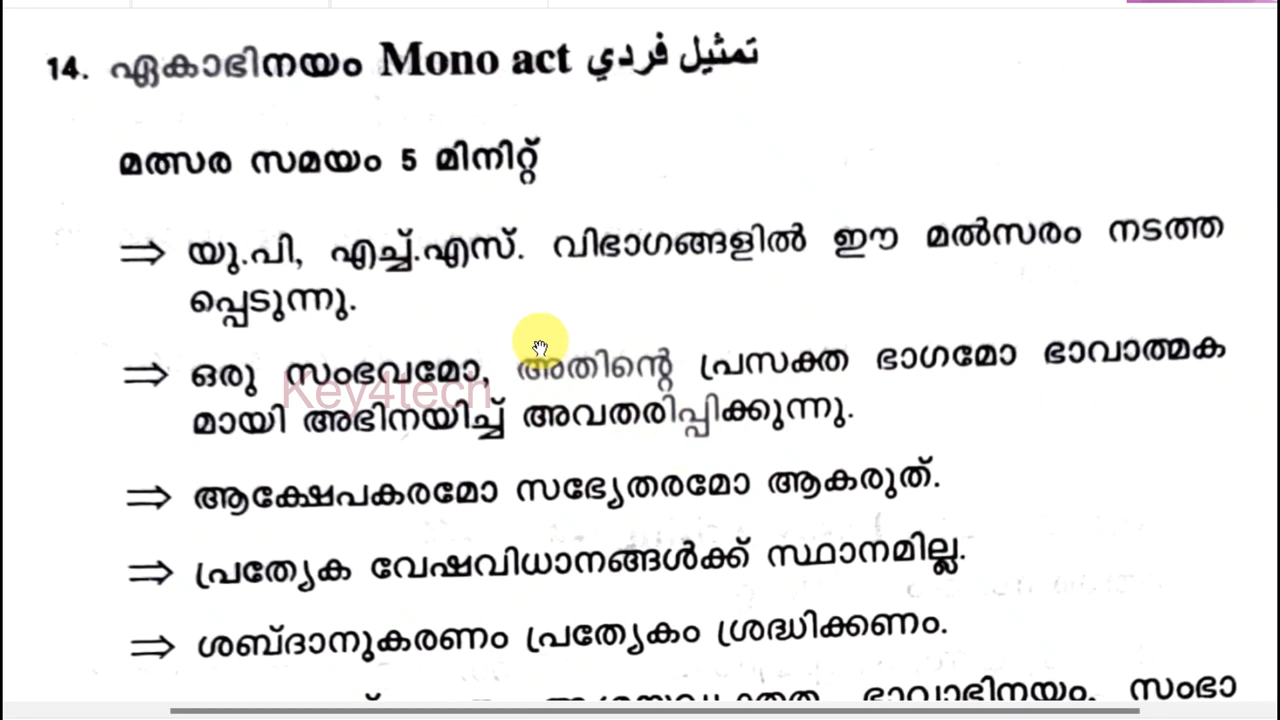 14. ഏകാഭിനയം Mono act تمثيل فردي
മത്സര സമയം 5 മിനിറ്റ്
⇒ യു.പി, എച്ച്.എസ്. വിഭാഗങ്ങളിൽ ഈ മൽസരം നടത്ത
പ്പെടുന്നു.
⇒ ഒരു സംഭവമോ, അതിന്റെ പ്രസക്ത ഭാഗമോ ഭാവാത്മക
Key4tech
മായി അഭിനയിച്ച് അവതരിപ്പിക്കുന്നു.
⇒ ആക്ഷേപകരമോ സഭ്യേതരമോ ആകരുത്.
⇒ പ്രത്യേക വേഷവിധാനങ്ങൾക്ക് സ്ഥാനമില്ല.
⇒ ശബ്ദാനുകരണം പ്രത്യേകം ശ്രദ്ധിക്കണം.
ഭാവാഭിനയം, സംഭാ